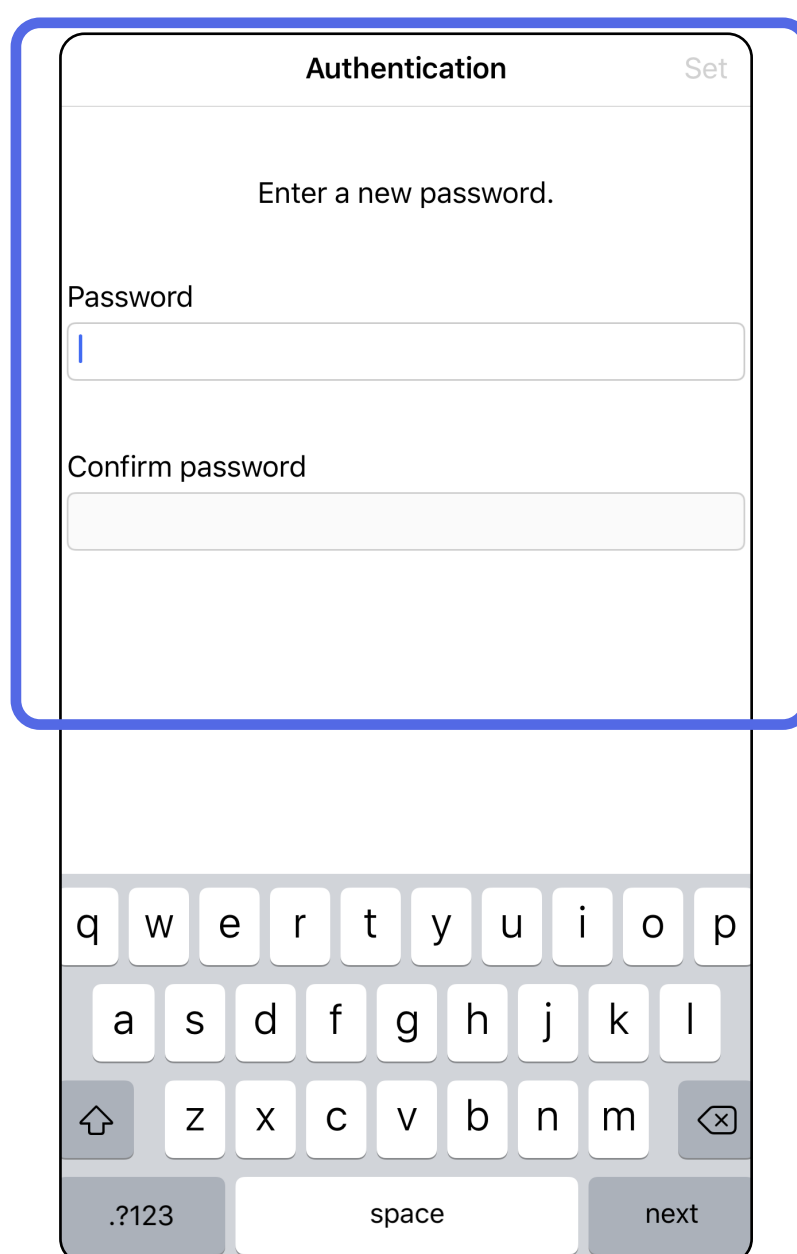 Authentication Set
Enter a new password.
Password
Confirm password
q w e r t y u i o p
a s d f g h j k l
z x c v b n m
.?123 space next